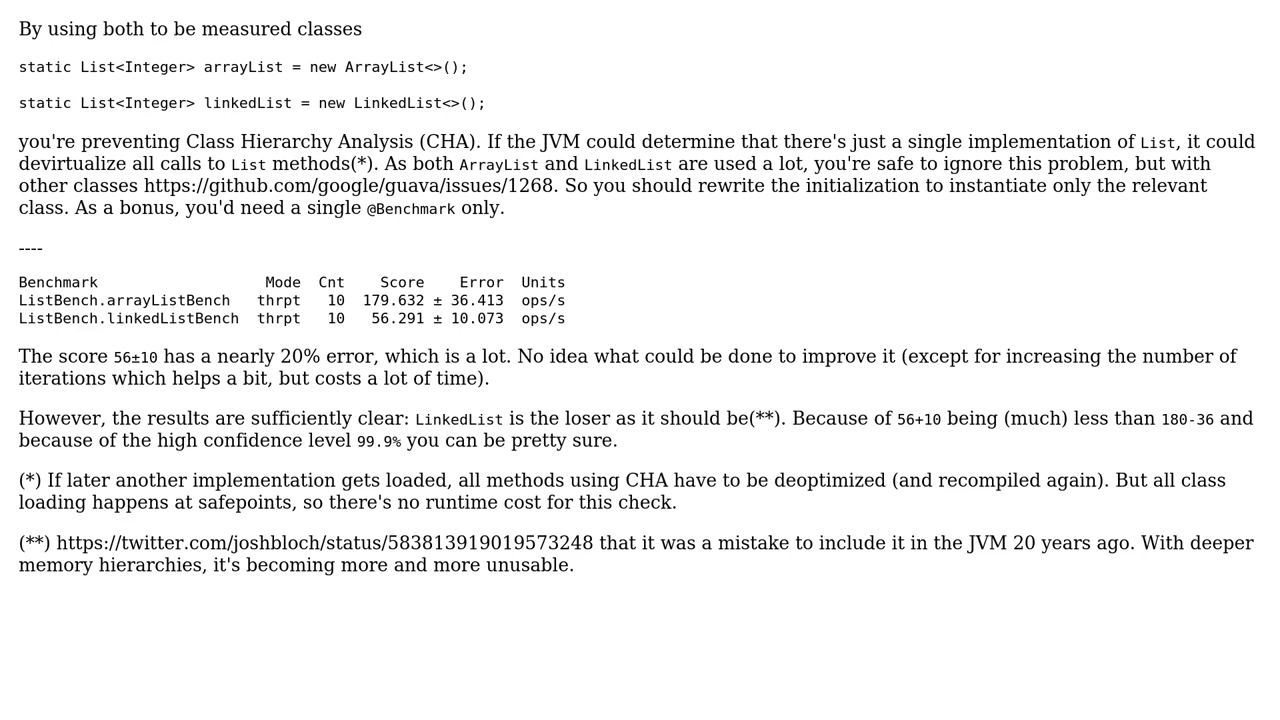 By using both to be measured classes
static List<Integer> arrayList = new ArrayList<>();
static List<Integer> linkedList = new LinkedList<>();
you're preventing Class Hierarchy Analysis (CHA). If the JVM could determine that there's just a single implementation of List, it could
devirtualize all calls to List methods(*). As both ArrayList and LinkedList are used a lot, you're safe to ignore this problem, but with
other classes https://github.com/google/guava/issues/1268. So you should rewrite the initialization to instantiate only the relevant
class. As a bonus, you'd need a single @Benchmark only.
----
Benchmark                   Mode  Cnt    Score    Error  Units
ListBench.arrayListBench   thrpt   10  179.632 ± 36.413  ops/s
ListBench.linkedListBench  thrpt   10   56.291 ± 10.073  ops/s
The score 56±10 has a nearly 20% error, which is a lot. No idea what could be done to improve it (except for increasing the number of
iterations which helps a bit, but costs a lot of time).
However, the results are sufficiently clear: LinkedList is the loser as it should be(**). Because of 56+10 being (much) less than 180-36 and
because of the high confidence level 99.9% you can be pretty sure.
(*) If later another implementation gets loaded, all methods using CHA have to be deoptimized (and recompiled again). But all class
loading happens at safepoints, so there's no runtime cost for this check.
(**) https://twitter.com/joshbloch/status/583813919019573248 that it was a mistake to include it in the JVM 20 years ago. With deeper
memory hierarchies, it's becoming more and more unusable.